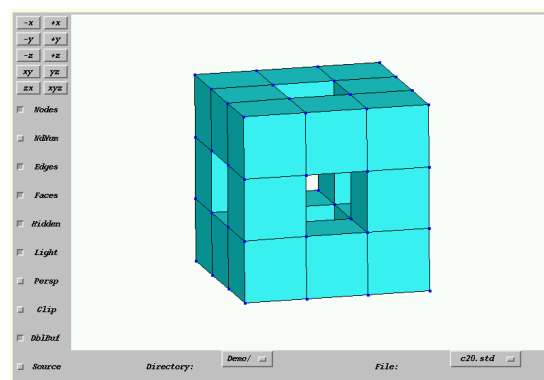 -x +x
-y +y
-z +z
xy yz
zx xyz
Nodes
NdNum
Edges
Faces
Hidden
Light
Persp
Clip
DblBuf
Source
Directory: Demo/ File: c20.std